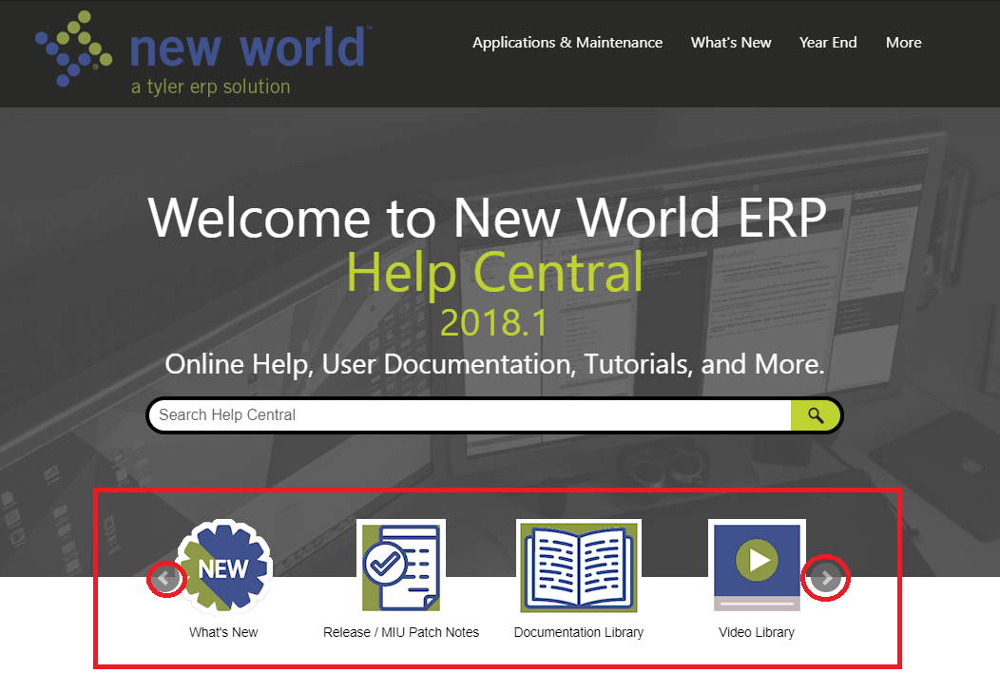 new world™
a tyler erp solution
Applications & Maintenance What's New Year End More
Welcome to New World ERP
Help Central
2018.1
Online Help, User Documentation, Tutorials, and More.
Search Help Central
NEW
What's New Release / MIU Patch Notes Documentation Library Video Library